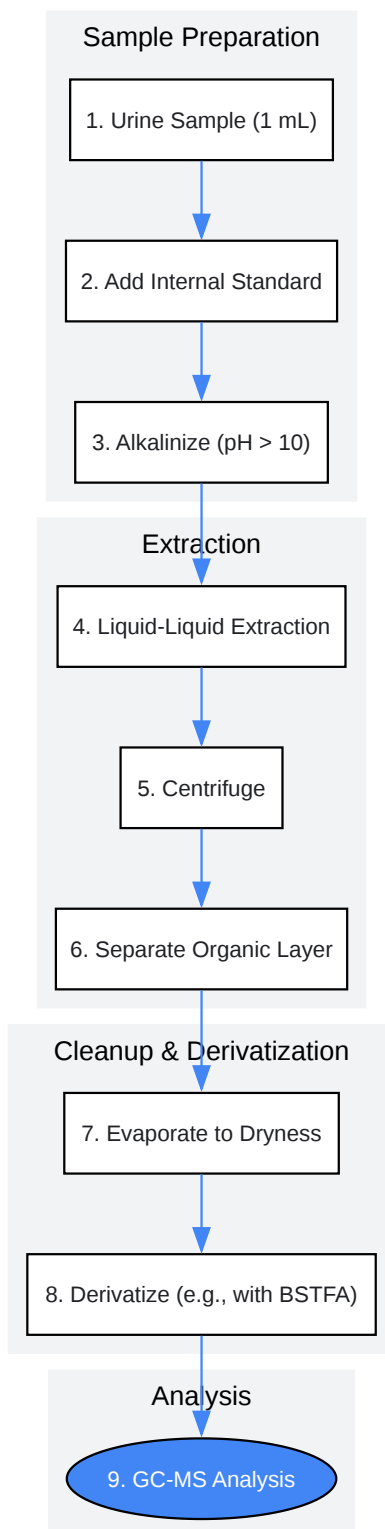 Sample Preparation
1. Urine Sample (1 mL)
2. Add Internal Standard
3. Alkalinize (pH > 10)
Extraction
4. Liquid-Liquid Extraction
5. Centrifuge
6. Separate Organic Layer
Cleanup & Derivatization
7. Evaporate to Dryness
8. Derivatize (e.g., with BSTFA)
Analysis
9. GC-MS Analysis